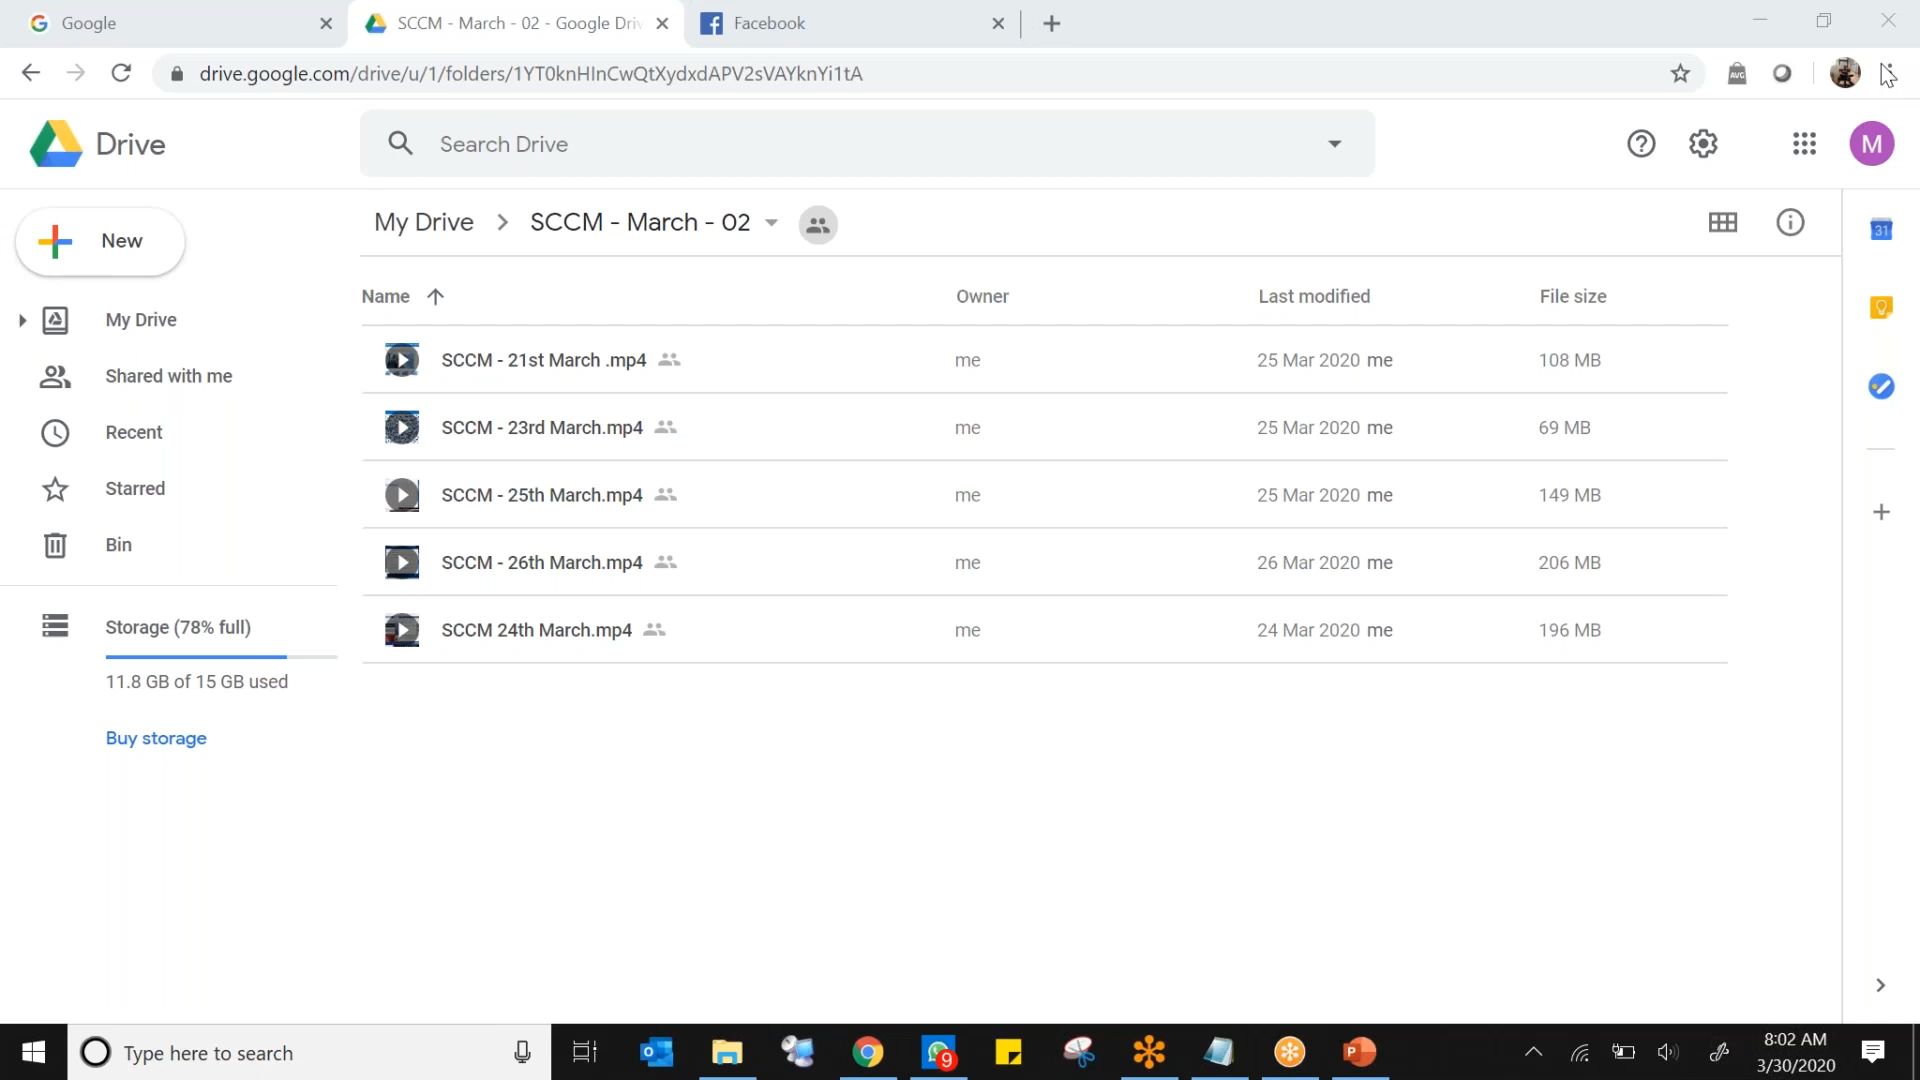 Google
SCCM - March - 02 - Google Driv
Facebook
drive.google.com/drive/u/1/folders/1YT0knHInCwQtXydxdAPV2sVAYknYi1tA
AVG
Drive
Search Drive
M
New
My Drive
Shared with me
Recent
Starred
Bin
Storage (78% full)
11.8 GB of 15 GB used
Buy storage
My Drive > SCCM - March - 02
Name Owner Last modified File size
SCCM - 21st March .mp4 me 25 Mar 2020 me 108 MB
SCCM - 23rd March.mp4 me 25 Mar 2020 me 69 MB
SCCM - 25th March.mp4 me 25 Mar 2020 me 149 MB
SCCM - 26th March.mp4 me 26 Mar 2020 me 206 MB
SCCM 24th March.mp4 me 24 Mar 2020 me 196 MB
31
Type here to search
9
8:02 AM
3/30/2020